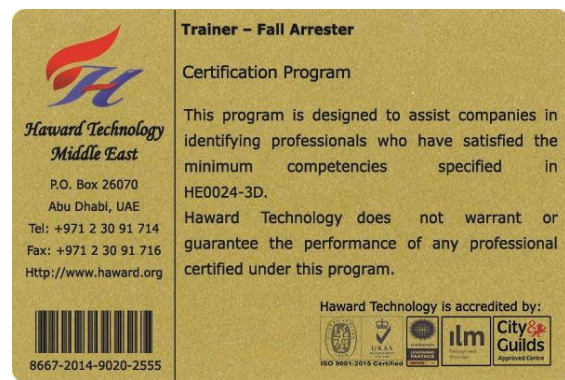 Haward Technology
Middle East
P.O. Box 26070
Abu Dhabi, UAE
Tel: +971 2 30 91 714
Fax: +971 2 30 91 716
Http://www.haward.org
8667-2014-9020-2555
Trainer – Fall Arrester
Certification Program
This program is designed to assist companies in
identifying professionals who have satisfied the
minimum competencies specified in
HE0024-3D.
Haward Technology does not warrant or
guarantee the performance of any professional
certified under this program.
Haward Technology is accredited by:
UKAS
LEARNING
PARTNER
ilm
City&
Guilds
Approved Centre
ISO 9001:2015 Certified